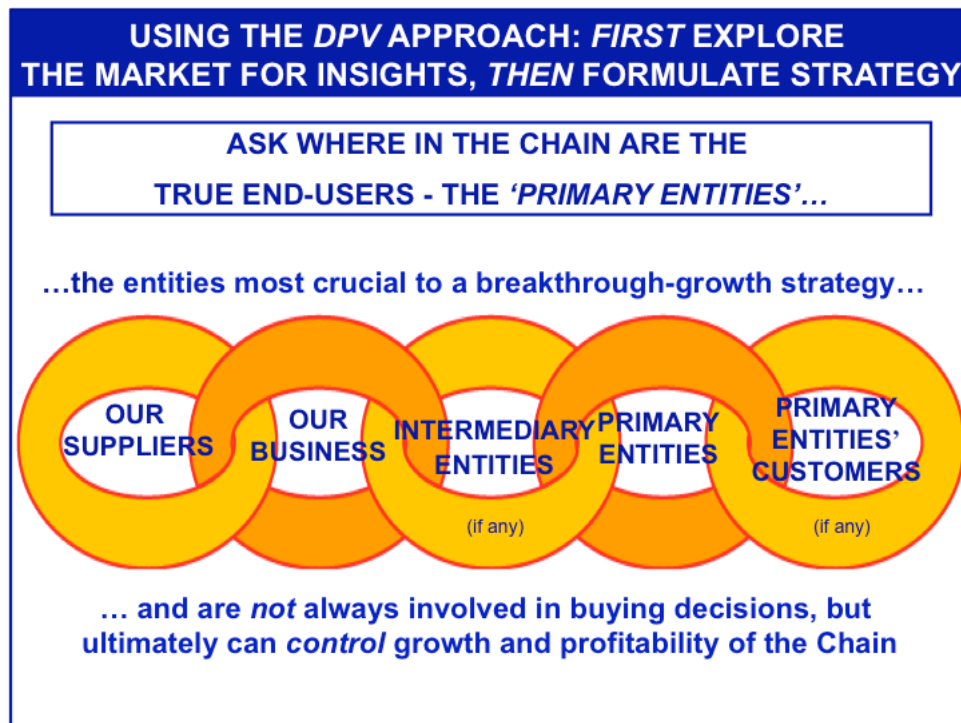 USING THE DPV APPROACH: FIRST EXPLORE
THE MARKET FOR INSIGHTS, THEN FORMULATE STRATEGY
ASK WHERE IN THE CHAIN ARE THE
TRUE END-USERS - THE ‘PRIMARY ENTITIES’…
…the entities most crucial to a breakthrough-growth strategy…
OUR
SUPPLIERS
OUR
BUSINESS
INTERMEDIARY
ENTITIES
(if any)
PRIMARY
ENTITIES
PRIMARY
ENTITIES’
CUSTOMERS
(if any)
… and are not always involved in buying decisions, but
ultimately can control growth and profitability of the Chain